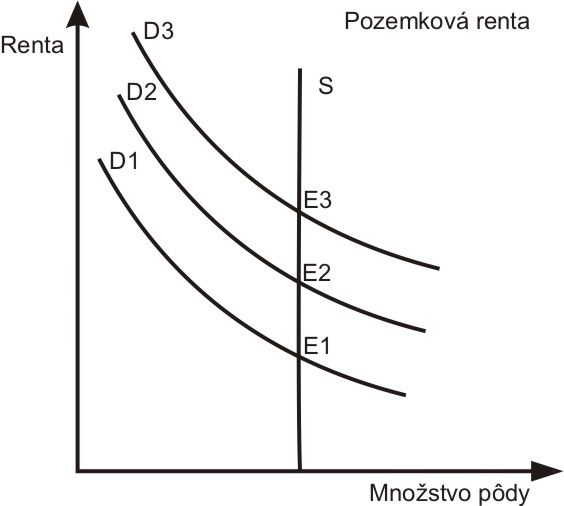 Pozemková renta
Renta
D3
D2
D1
S
E3
E2
E1
Množstvo pôdy